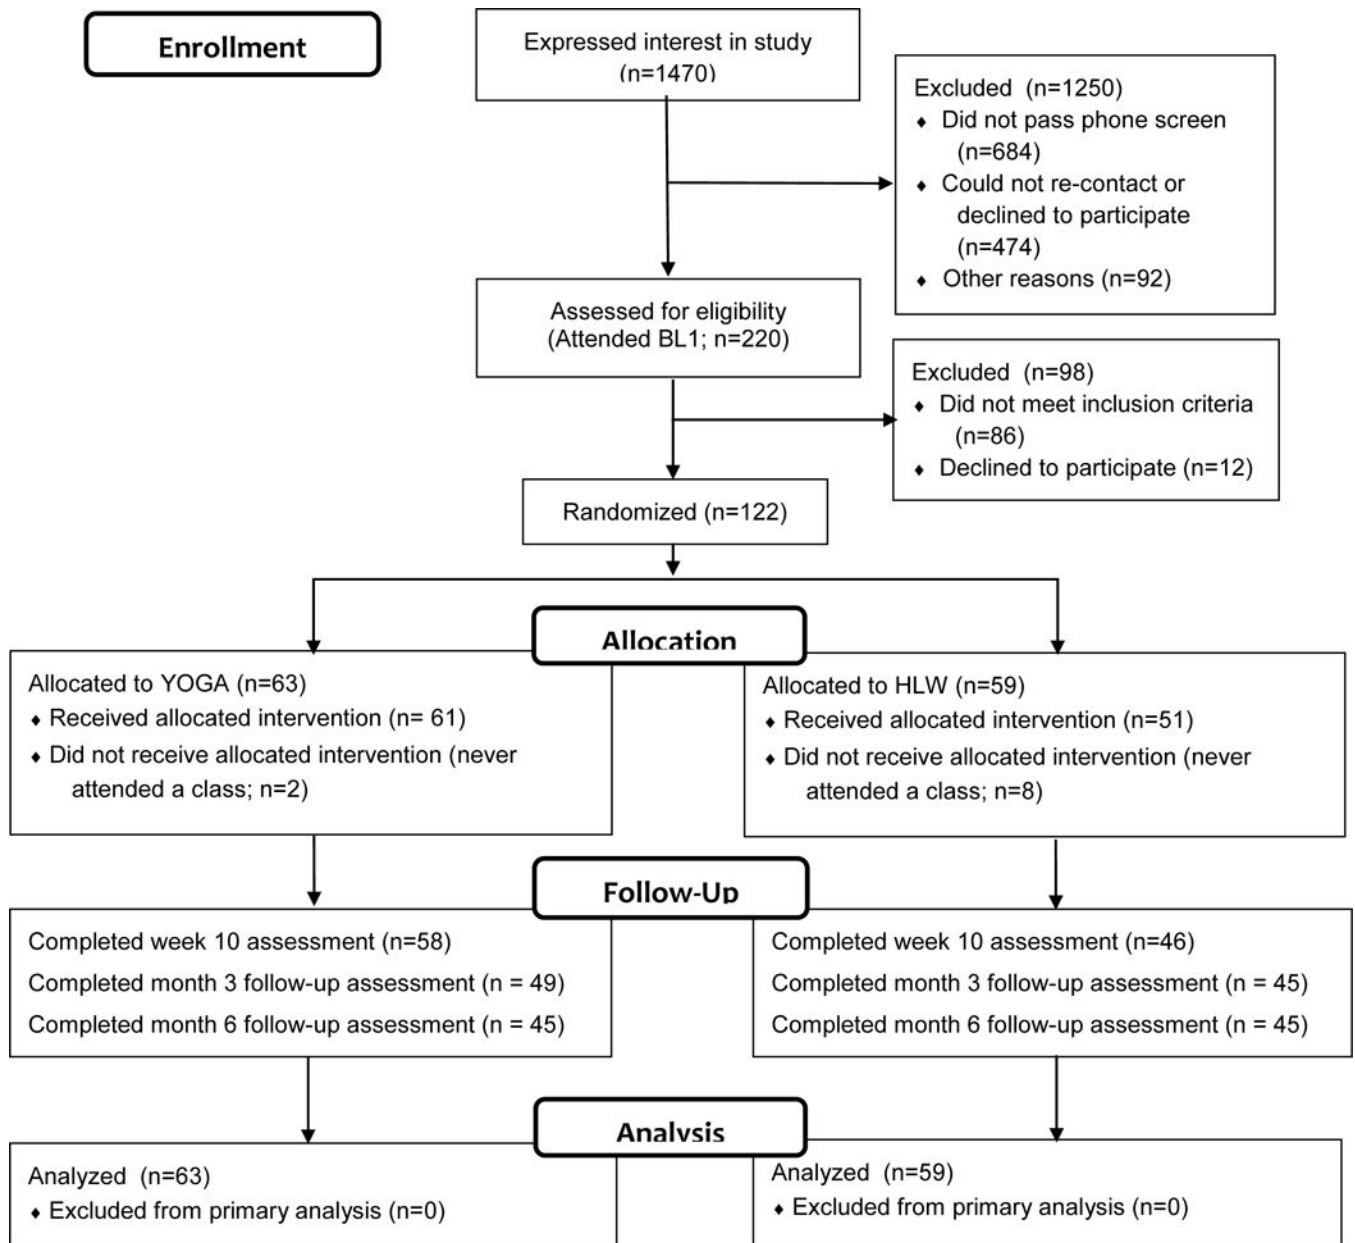 Enrollment
Expressed interest in study
(n=1470)
Excluded (n=1250)
♦ Did not pass phone screen
(n=684)
♦ Could not re-contact or
declined to participate
(n=474)
♦ Other reasons (n=92)
Assessed for eligibility
(Attended BL1; n=220)
Excluded (n=98)
♦ Did not meet inclusion criteria
(n=86)
♦ Declined to participate (n=12)
Randomized (n=122)
Allocation
Allocated to YOGA (n=63)
♦ Received allocated intervention (n= 61)
♦ Did not receive allocated intervention (never
attended a class; n=2)
Allocated to HLW (n=59)
♦ Received allocated intervention (n=51)
♦ Did not receive allocated intervention (never
attended a class; n=8)
Follow-Up
Completed week 10 assessment (n=58)
Completed month 3 follow-up assessment (n = 49)
Completed month 6 follow-up assessment (n = 45)
Completed week 10 assessment (n=46)
Completed month 3 follow-up assessment (n = 45)
Completed month 6 follow-up assessment (n = 45)
Analysis
Analyzed (n=63)
♦ Excluded from primary analysis (n=0)
Analyzed (n=59)
♦ Excluded from primary analysis (n=0)